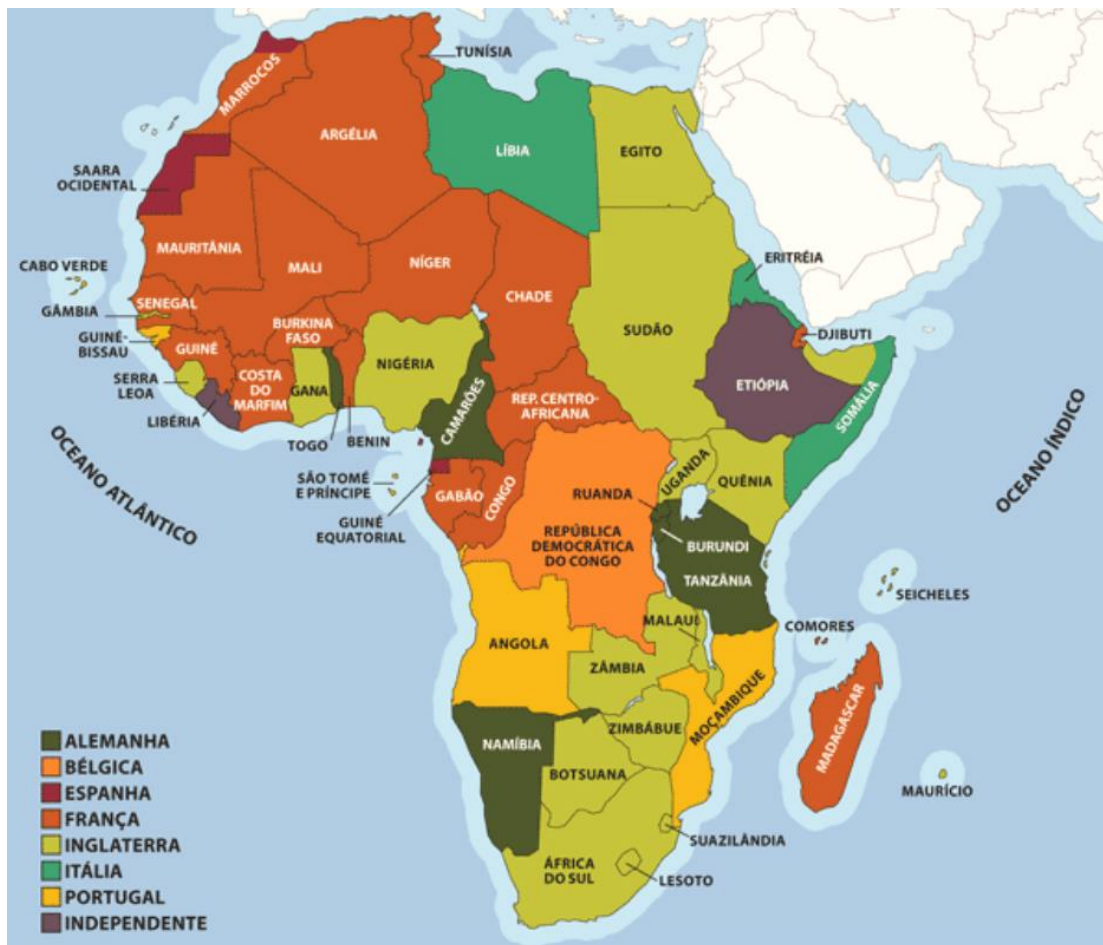 TUNÍSIA
MARROCOS
ARGÉLIA
LÍBIA
EGITO
SAARA
OCIDENTAL
MAURITÂNIA
MALI
NÍGER
CHADE
SUDÃO
ERITRÉIA
CABO VERDE
SENEGAL
GÂMBIA
GUINÉ-
BISSAU
GUINÉ
BURKINA
FASO
NIGÉRIA
DJIBUTI
SERRA
LEOA
COSTA
DO
MARFIM
GANA
ETIÓPIA
LIBÉRIA
TOGO
BENIN
CAMARÕES
REP. CENTRO-
AFRICANA
SOMÁLIA
OCEANO ATLÂNTICO
OCEANO ÍNDICO
SÃO TOMÉ
E PRÍNCIPE
GUINÉ
EQUATORIAL
GABÃO
CONGO
UGANDA
QUÊNIA
RUANDA
REPÚBLICA
DEMOCRÁTICA
DO CONGO
BURUNDI
TANZÂNIA
SEICHELES
COMORES
ANGOLA
MALAUÍ
ZÂMBIA
MOÇAMBIQUE
MADAGASCAR
NAMÍBIA
ZIMBÁBUE
BOTSUANA
MAURÍCIO
SUAZILÂNDIA
ÁFRICA
DO SUL
LESOTO
ALEMANHA
BÉLGICA
ESPANHA
FRANÇA
INGLATERRA
ITÁLIA
PORTUGAL
INDEPENDENTE